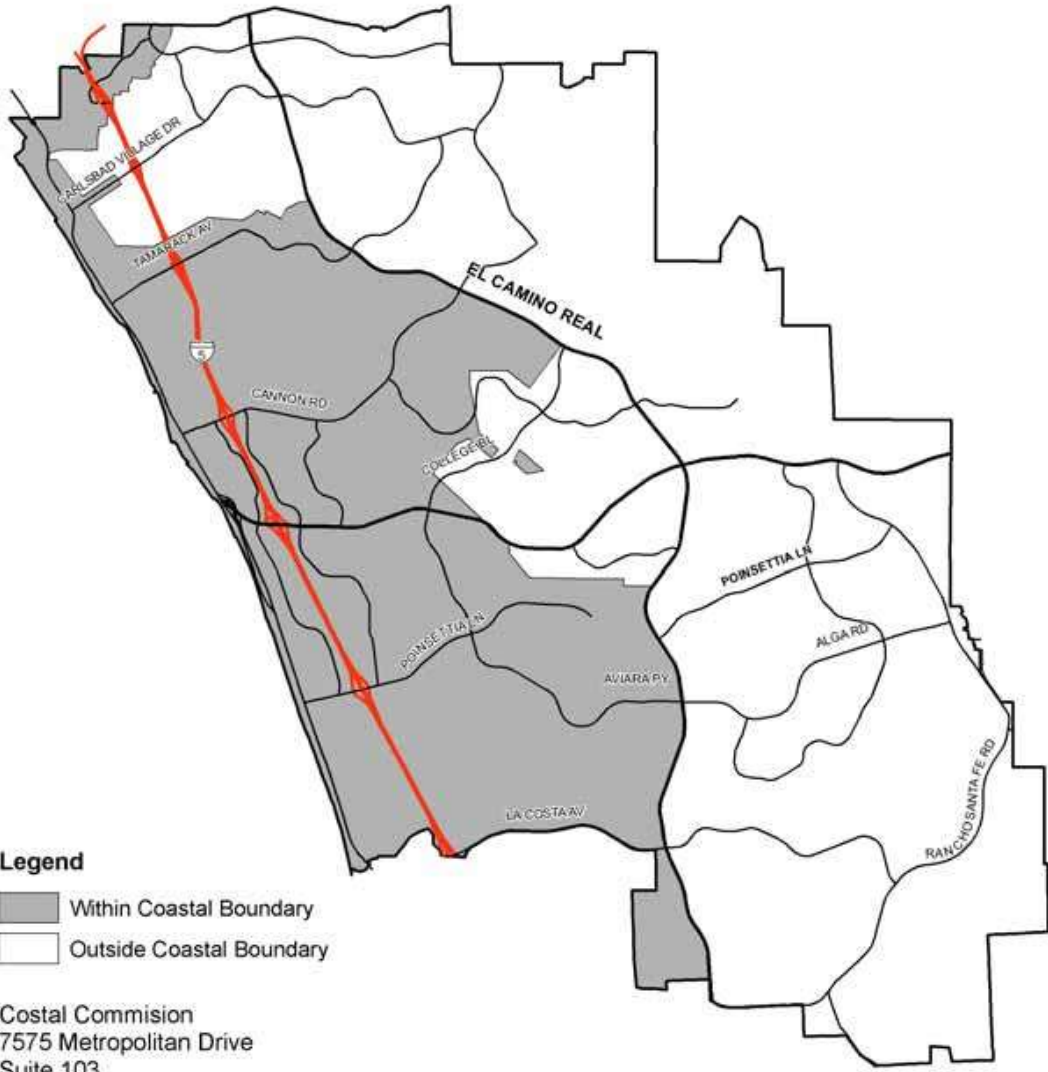 CARLSBAD VILLAGE DR
TAMARACK AV
EL CAMINO REAL
5
CANNON RD
COLLEGE BL
POINSETTIA LN
POINSETTIA LN
ALGA RD
AVIARA PY
LA COSTA AV
RANCHO SANTA FE RD
Legend
Within Coastal Boundary
Outside Coastal Boundary
Costal Commision
7575 Metropolitan Drive
Suite 103